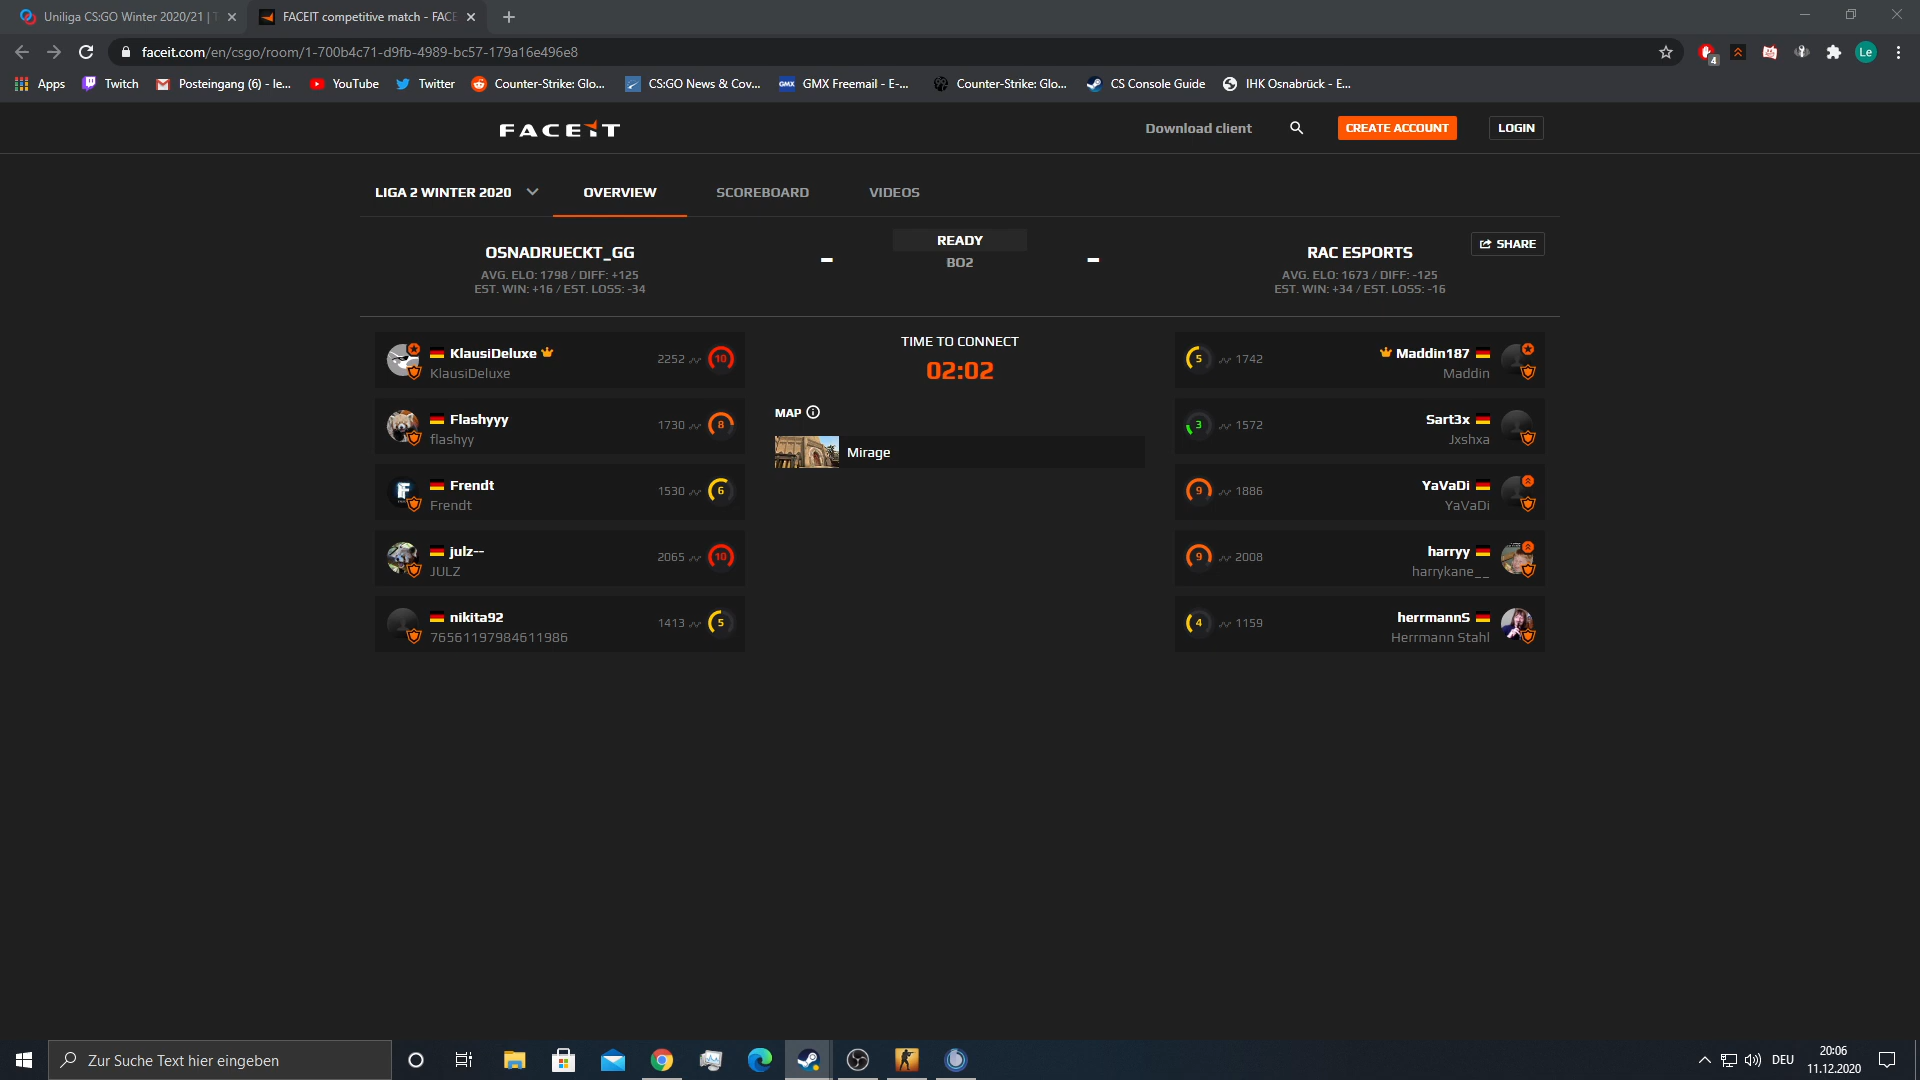 Uniliga CS:GO Winter 2020/21 | T
FACEIT competitive match - FACE
faceit.com/en/csgo/room/1-700b4c71-d9fb-4989-bc57-179a16e496e8
4
Le
Apps
Twitch
Posteingang (6) - le...
YouTube
Twitter
Counter-Strike: Glo...
CS:GO News & Cov...
GMX
GMX Freemail - E-...
Counter-Strike: Glo...
CS Console Guide
IHK Osnabrück - E...
FACEIT
Download client
CREATE ACCOUNT
LOGIN
LIGA 2 WINTER 2020
OVERVIEW
SCOREBOARD
VIDEOS
OSNADRUECKT_GG
AVG. ELO: 1798 / DIFF: +125
EST. WIN: +16 / EST. LOSS: -34
-
READY
BO2
-
RAC ESPORTS
AVG. ELO: 1673 / DIFF: -125
EST. WIN: +34 / EST. LOSS: -16
SHARE
KlausiDeluxe
KlausiDeluxe
2252
10
Flashyyy
flashyy
1730
8
Frendt
Frendt
1530
6
julz--
JULZ
2065
10
nikita92
76561197984611986
1413
5
TIME TO CONNECT
02:02
MAP
Mirage
5
1742
Maddin187
Maddin
3
1572
Sart3x
Jxshxa
9
1886
YaVaDi
YaVaDi
9
2008
harryy
harrykane__
4
1159
herrmannS
Herrmann Stahl
Zur Suche Text hier eingeben
DEU
20:06
11.12.2020